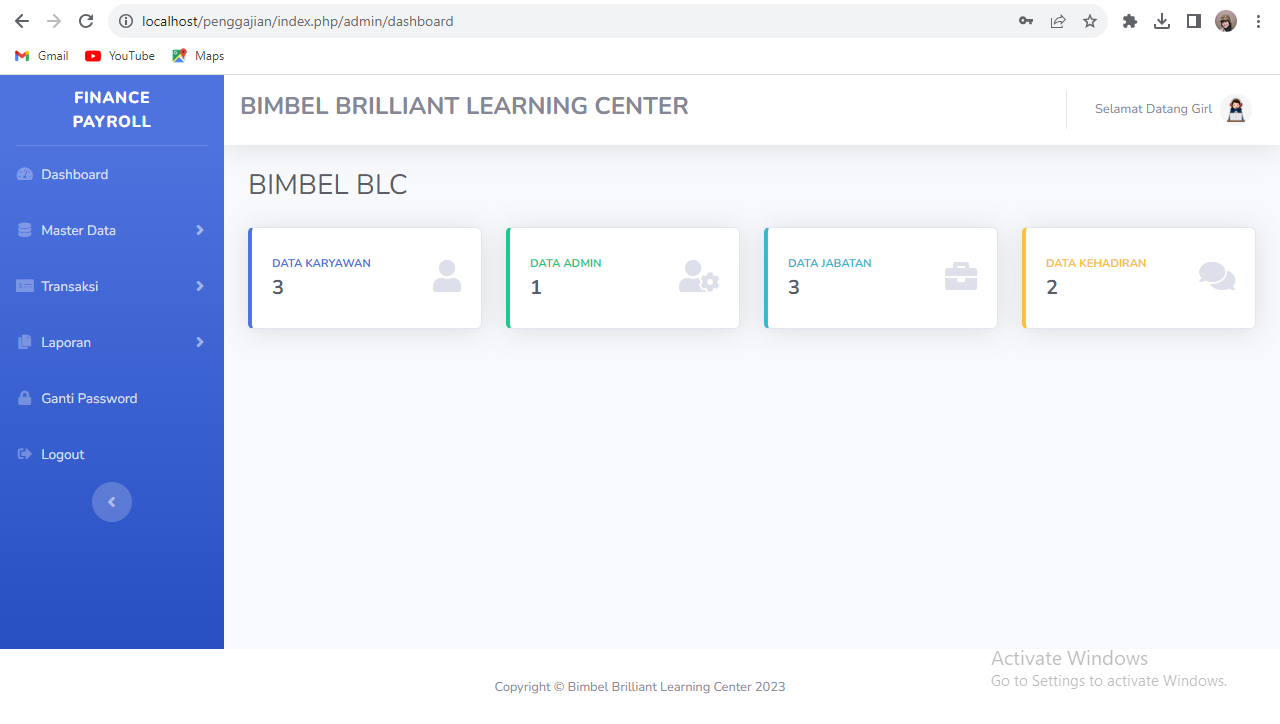 localhost/penggajian/index.php/admin/dashboard
Gmail YouTube Maps
FINANCE
PAYROLL
BIMBEL BRILLIANT LEARNING CENTER
Selamat Datang Girl
Dashboard
Master Data
Transaksi
Laporan
Ganti Password
Logout
BIMBEL BLC
DATA KARYAWAN
3
DATA ADMIN
1
DATA JABATAN
3
DATA KEHADIRAN
2
Activate Windows
Go to Settings to activate Windows.
Copyright © Bimbel Brilliant Learning Center 2023